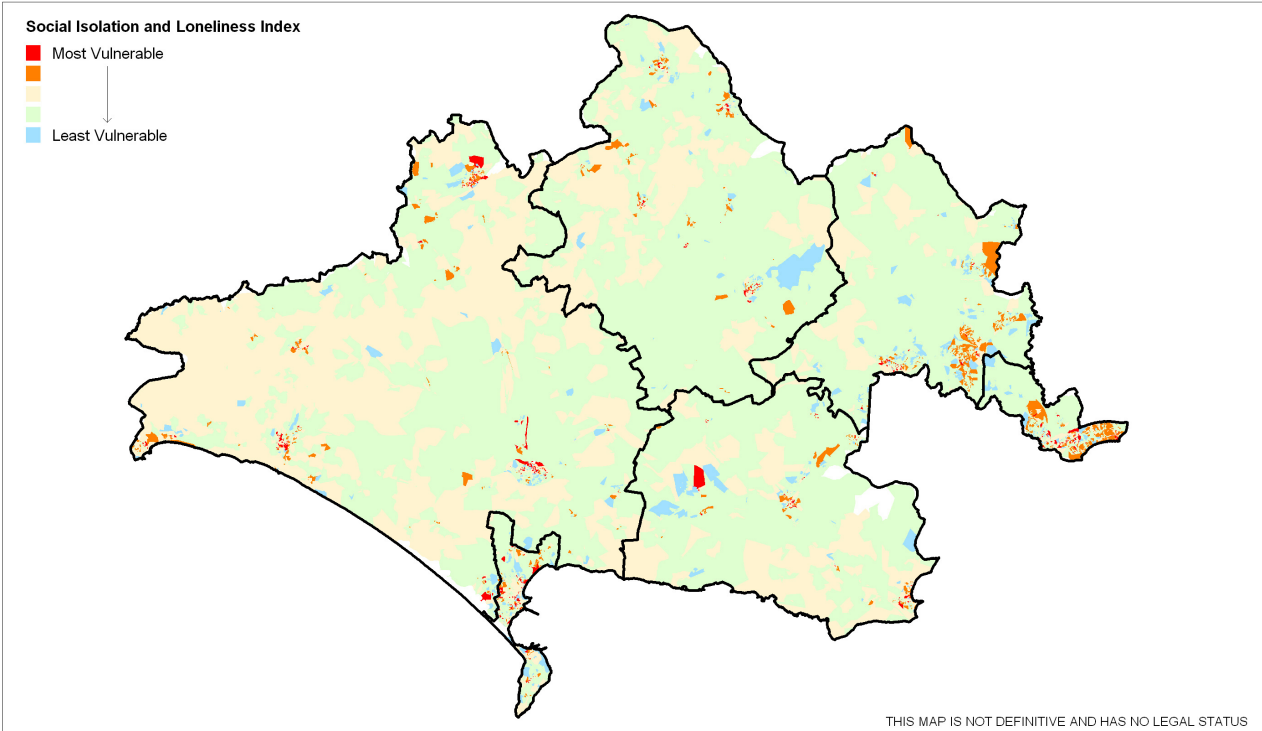 Social Isolation and Loneliness Index
Most Vulnerable
Least Vulnerable
THIS MAP IS NOT DEFINITIVE AND HAS NO LEGAL STATUS